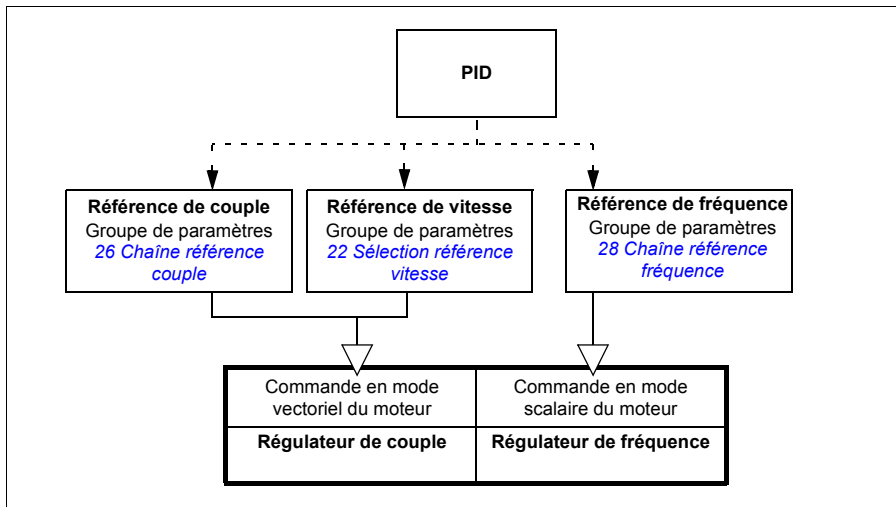 PID
Référence de couple
Groupe de paramètres
26 Chaîne référence
couple
Référence de vitesse
Groupe de paramètres
22 Sélection référence
vitesse
Référence de fréquence
Groupe de paramètres
28 Chaîne référence
fréquence
Commande en mode
vectoriel du moteur
Commande en mode
scalaire du moteur
Régulateur de couple
Régulateur de fréquence